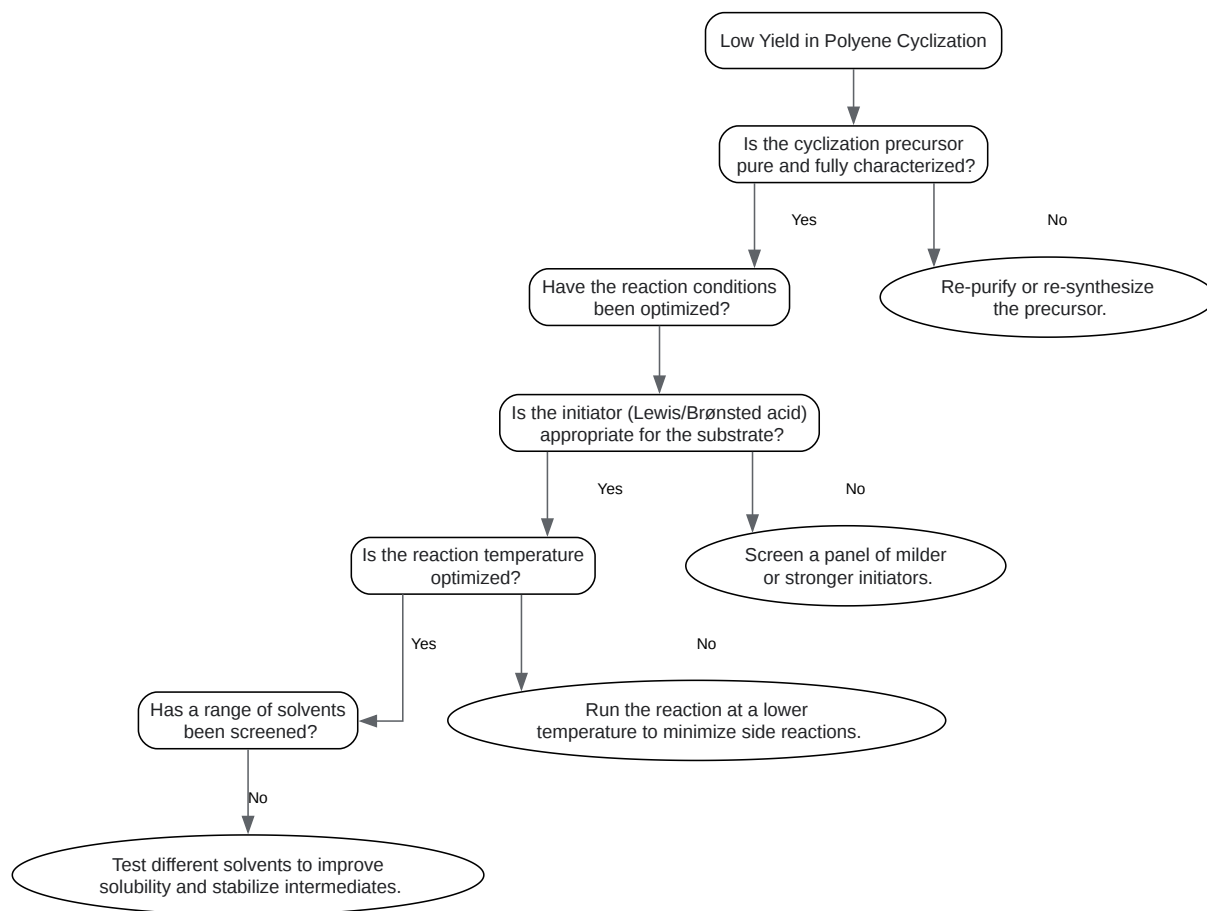 Low Yield in Polyene Cyclization
Is the cyclization precursor
pure and fully characterized?
Yes
No
Have the reaction conditions
been optimized?
Re-purify or re-synthesize
the precursor.
Is the initiator (Lewis/Brønsted acid)
appropriate for the substrate?
Yes
No
Is the reaction temperature
optimized?
Screen a panel of milder
or stronger initiators.
Yes
No
Has a range of solvents
been screened?
Run the reaction at a lower
temperature to minimize side reactions.
No
Test different solvents to improve
solubility and stabilize intermediates.